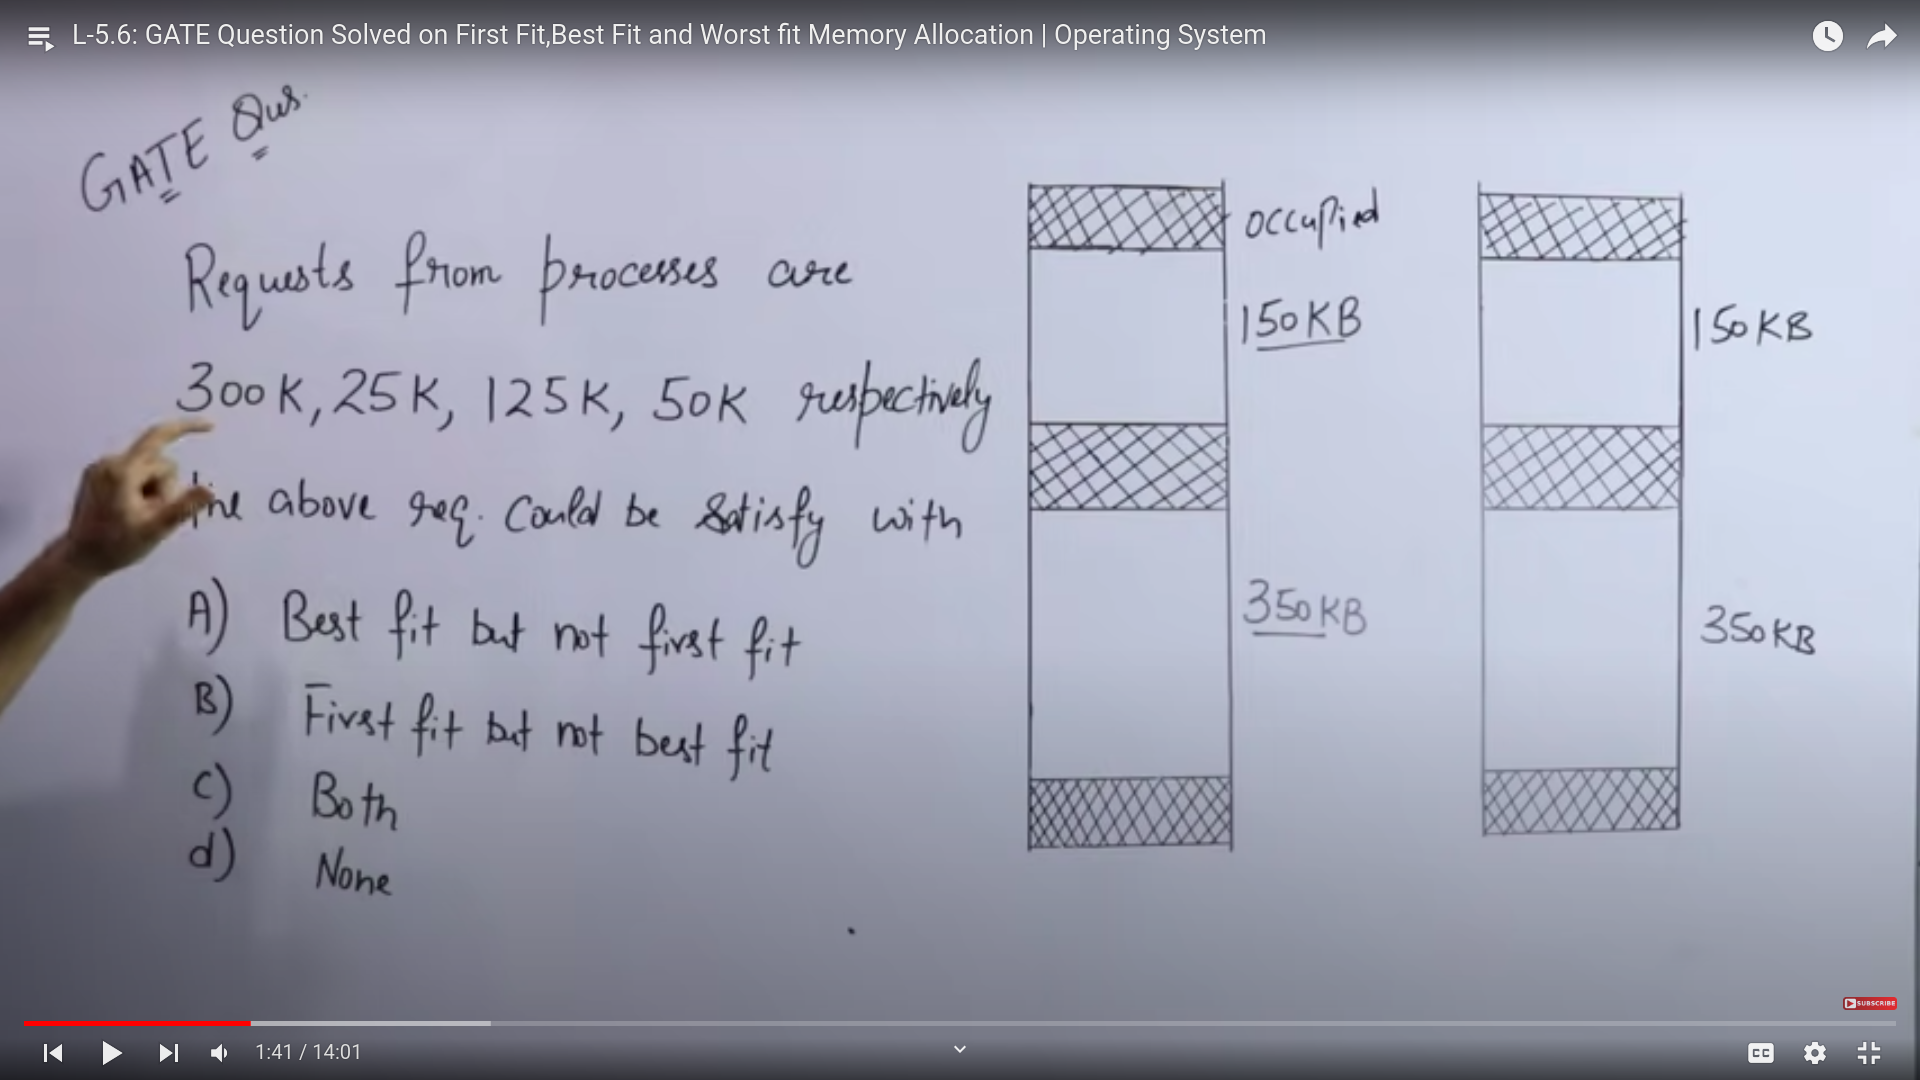 L-5.6: GATE Question Solved on First Fit,Best Fit and Worst fit Memory Allocation | Operating System
GATE Qus.
Requests from processes are
300K, 25K, 125K, 50K respectively
the above req. Could be Satisfy with
A) Best fit but not first fit
B) First fit but not best fit
C) Both
d) None
occupied
150KB
350KB
150KB
350KB
SUBSCRIBE
1:41 / 14:01
CC